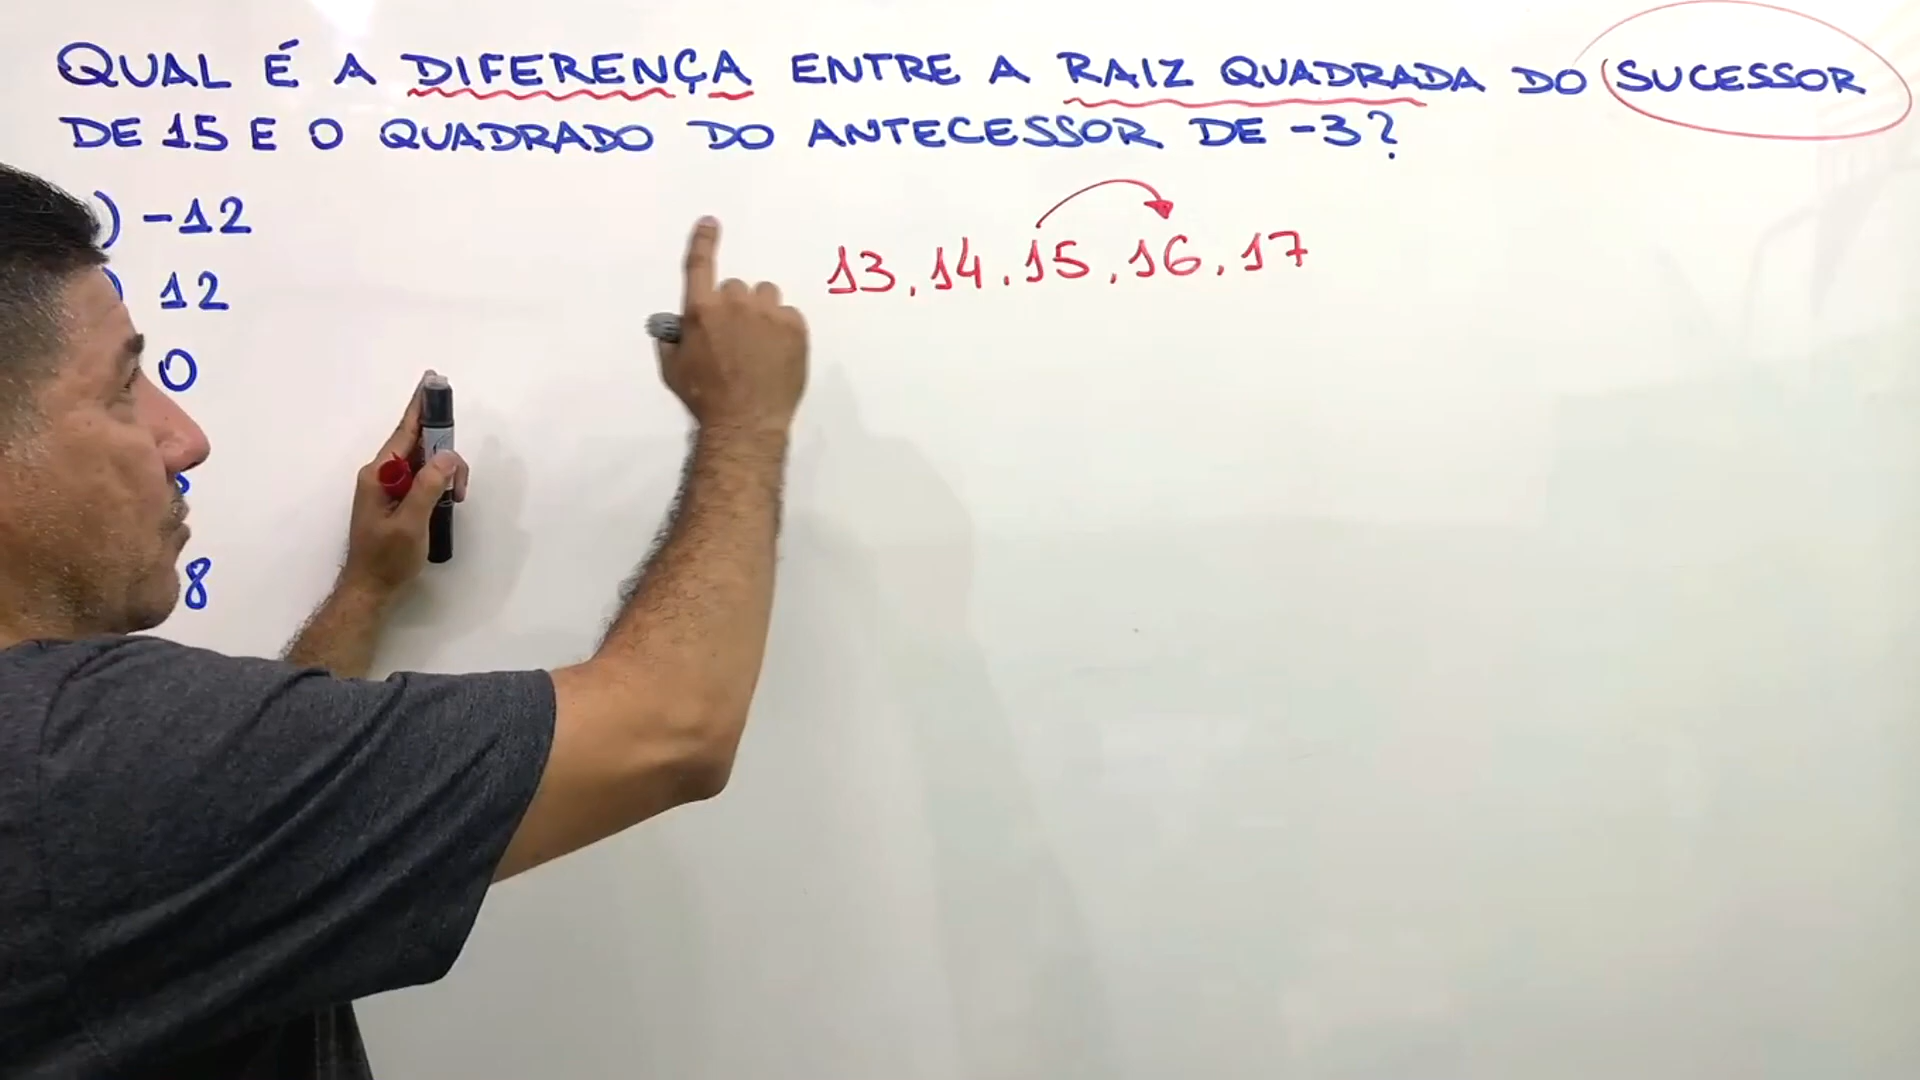 QUAL É A DIFERENÇA ENTRE A RAIZ QUADRADA DO SUCESSOR
DE 15 E O QUADRADO DO ANTECESSOR DE -3?
) -12
) 12
0
8
13, 14, 15, 16, 17